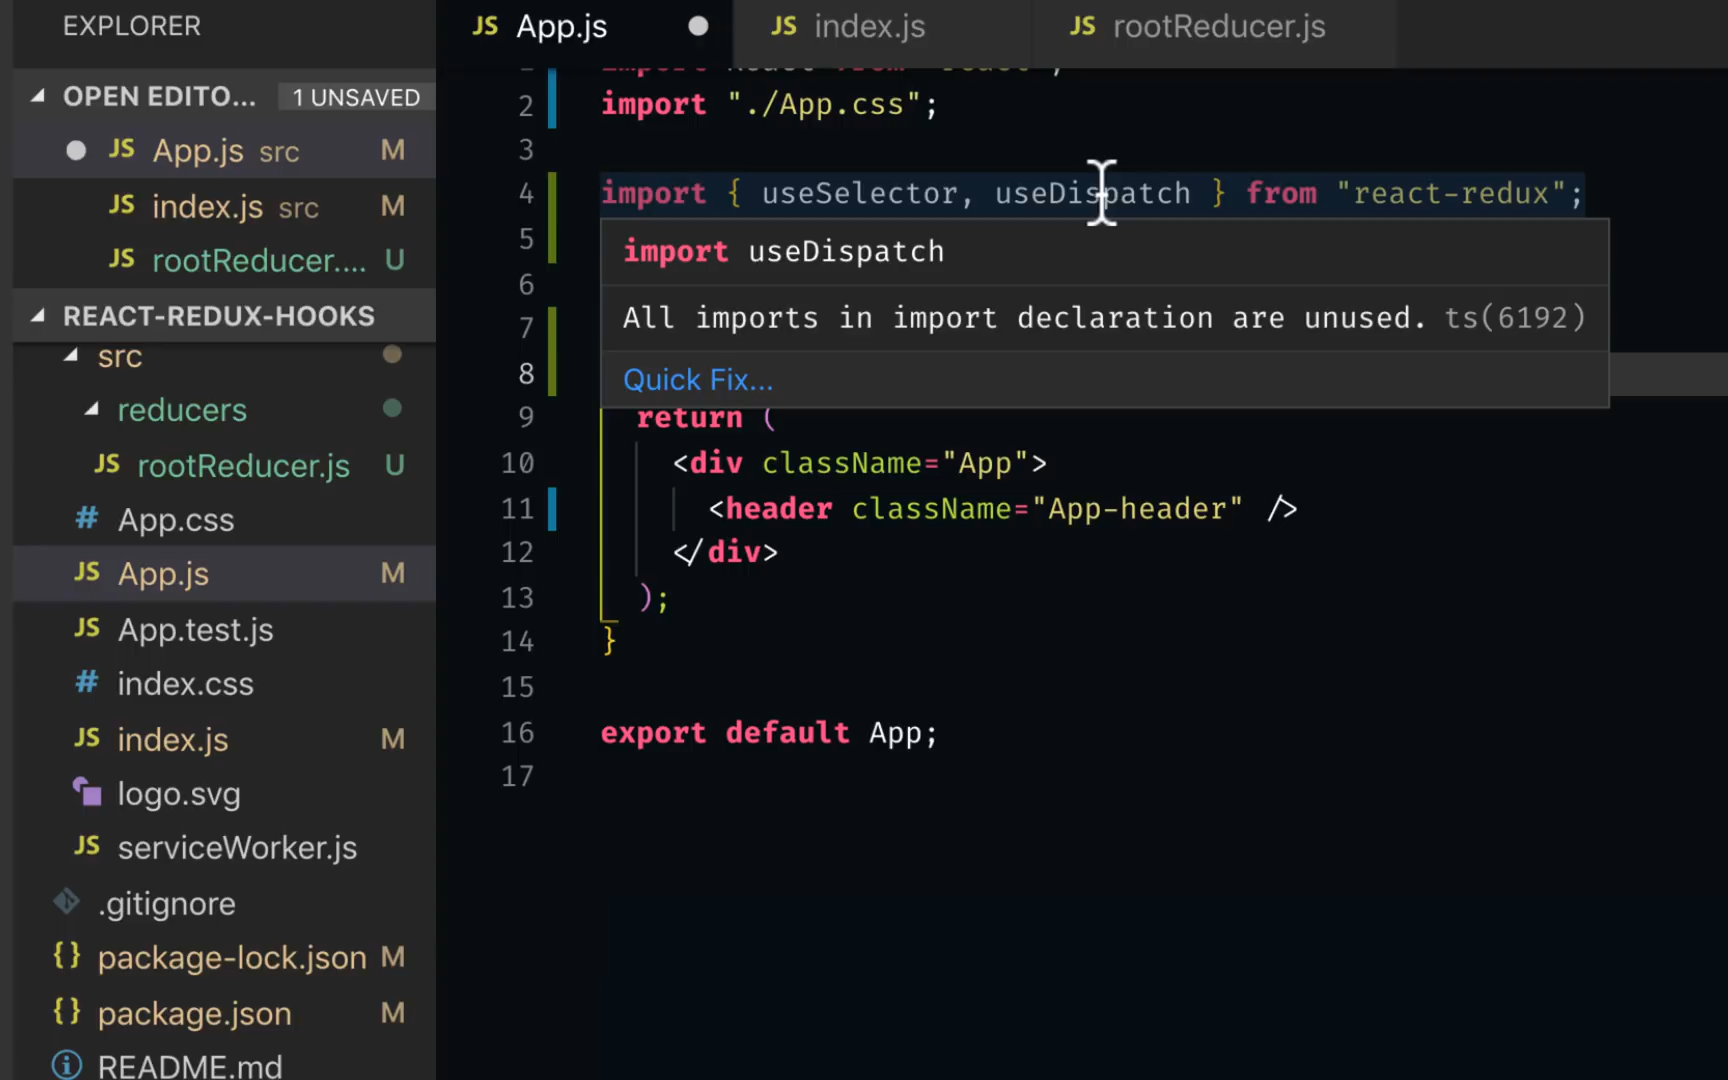 EXPLORER
OPEN EDITO... 1 UNSAVED
JS App.js src M
JS index.js src M
JS rootReducer.... U
REACT-REDUX-HOOKS
src
reducers
JS rootReducer.js U
# App.css
JS App.js M
JS App.test.js
# index.css
JS index.js M
logo.svg
JS serviceWorker.js
.gitignore
{} package-lock.json M
{} package.json M
README.md
JS App.js
JS index.js
JS rootReducer.js
2 import "./App.css";
3
4 import { useSelector, useDispatch } from "react-redux";
5
import useDispatch
6
All imports in import declaration are unused. ts(6192)
7
8
Quick Fix...
9 return (
10 <div className="App">
11 <header className="App-header" />
12 </div>
13 );
14 }
15
16 export default App;
17